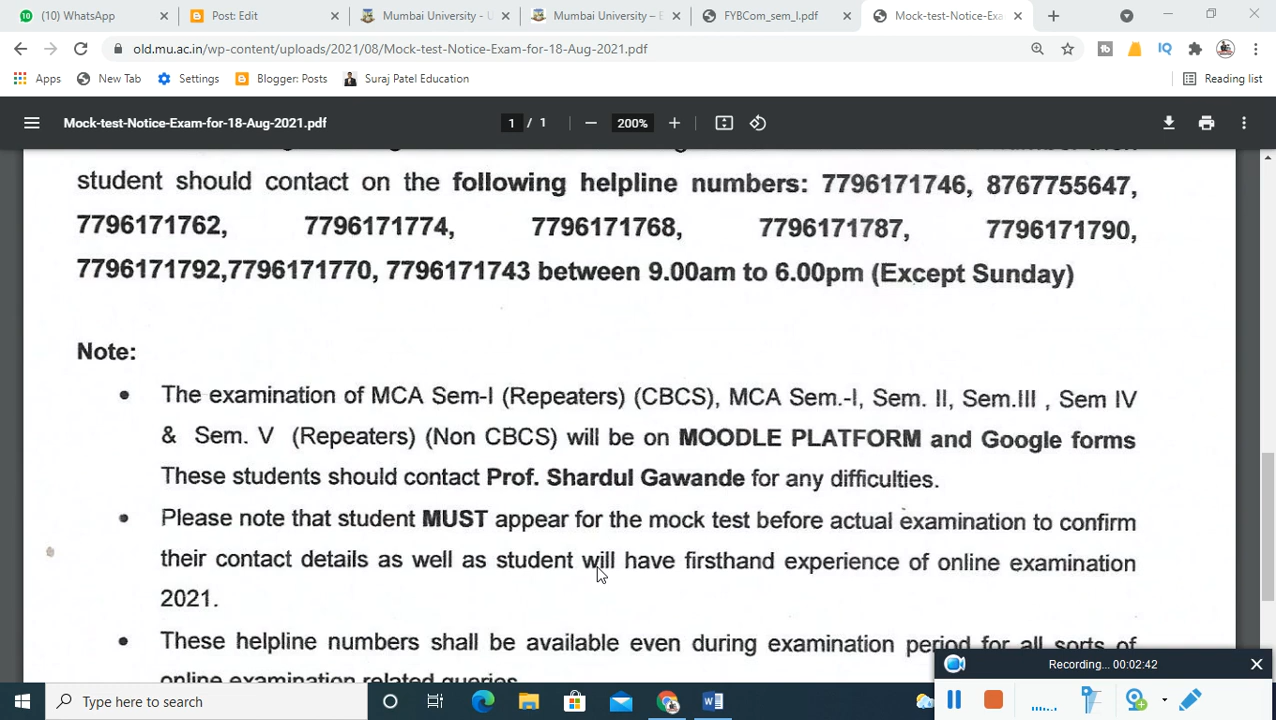 (10) WhatsApp
Post: Edit
Mumbai University - U
Mumbai University – E
FYBCom_sem_I.pdf
Mock-test-Notice-Exa
old.mu.ac.in/wp-content/uploads/2021/08/Mock-test-Notice-Exam-for-18-Aug-2021.pdf
IQ
Apps
New Tab
Settings
Blogger: Posts
Suraj Patel Education
Reading list
Mock-test-Notice-Exam-for-18-Aug-2021.pdf
1 / 1
200%
student should contact on the following helpline numbers: 7796171746, 8767755647,
7796171762, 7796171774, 7796171768, 7796171787, 7796171790,
7796171792,7796171770, 7796171743 between 9.00am to 6.00pm (Except Sunday)
Note:
• The examination of MCA Sem-I (Repeaters) (CBCS), MCA Sem.-I, Sem. II, Sem.III , Sem IV
& Sem. V (Repeaters) (Non CBCS) will be on MOODLE PLATFORM and Google forms
These students should contact Prof. Shardul Gawande for any difficulties.
• Please note that student MUST appear for the mock test before actual examination to confirm
their contact details as well as student will have firsthand experience of online examination
2021.
• These helpline numbers shall be available even during examination period for all sorts of
online examination related queries
Recording... 00:02:42
Type here to search